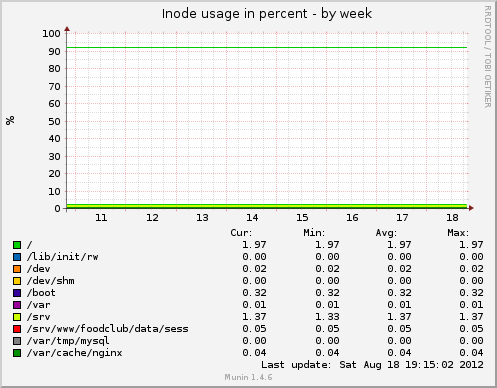 Inode usage in percent - by week
RRDTOOL / TOBI OETIKER
%
100
90
80
70
60
50
40
30
20
10
0
11 12 13 14 15 16 17 18
Cur: Min: Avg: Max:
/ 1.97 1.97 1.97 1.97
/lib/init/rw 0.00 0.00 0.00 0.00
/dev 0.02 0.02 0.02 0.02
/dev/shm 0.00 0.00 0.00 0.00
/boot 0.32 0.32 0.32 0.32
/var 0.01 0.01 0.01 0.01
/srv 1.37 1.33 1.37 1.37
/srv/www/foodclub/data/sess 0.05 0.05 0.05 0.05
/var/tmp/mysql 0.00 0.00 0.00 0.00
/var/cache/nginx 0.04 0.04 0.04 0.04
Last update: Sat Aug 18 19:15:02 2012
Munin 1.4.6